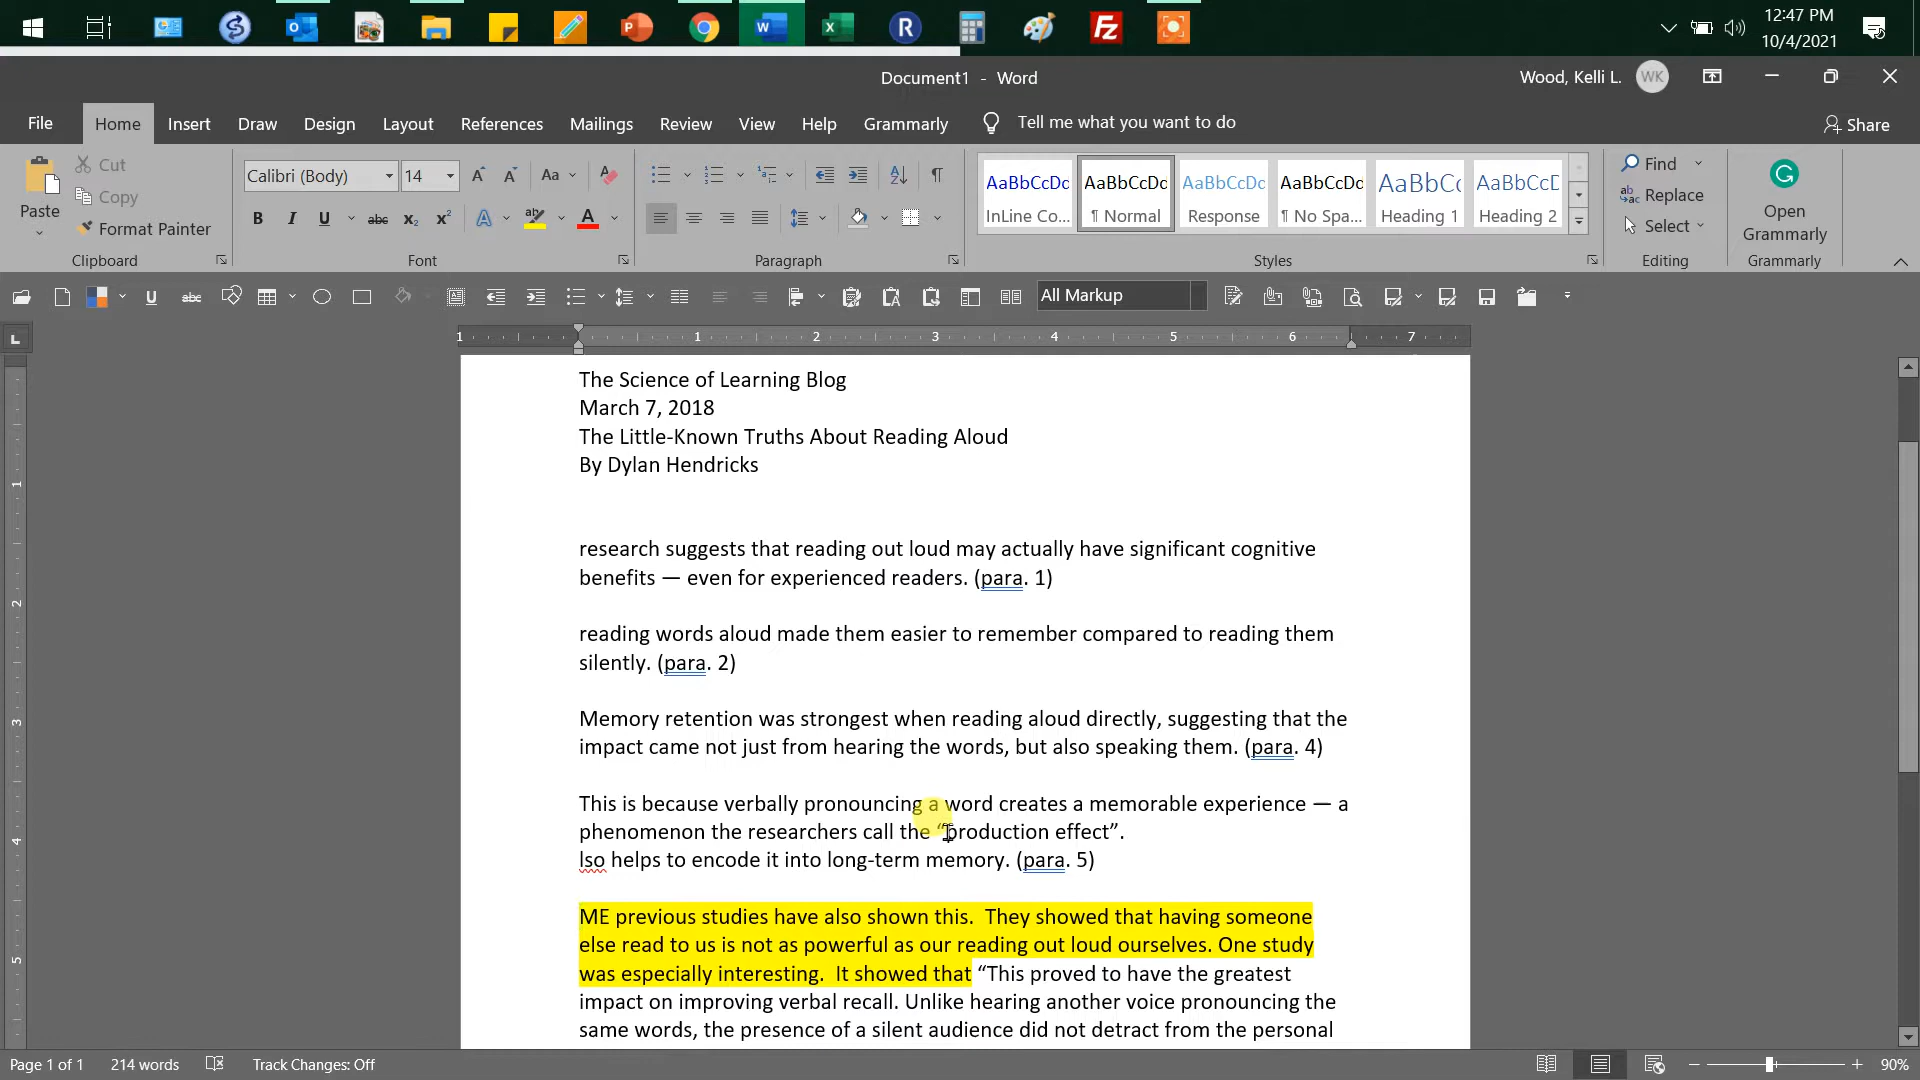 12:47 PM
10/4/2021
Document1 - Word
Wood, Kelli L. WK
File Home Insert Draw Design Layout References Mailings Review View Help Grammarly Tell me what you want to do Share
Paste
Cut
Copy
Format Painter
Clipboard
Calibri (Body) 14
Font
Paragraph
AaBbCcDc AaBbCcDc AaBbCcDc AaBbCcDc AaBbC AaBbCcD
InLine Co... ¶ Normal Response ¶ No Spa... Heading 1 Heading 2
Styles
Find
Replace
Select
Editing
Open
Grammarly
Grammarly
All Markup
1 1 2 3 4 5 6 7
The Science of Learning Blog
March 7, 2018
The Little-Known Truths About Reading Aloud
By Dylan Hendricks
research suggests that reading out loud may actually have significant cognitive
benefits — even for experienced readers. (para. 1)
reading words aloud made them easier to remember compared to reading them
silently. (para. 2)
Memory retention was strongest when reading aloud directly, suggesting that the
impact came not just from hearing the words, but also speaking them. (para. 4)
This is because verbally pronouncing a word creates a memorable experience — a
phenomenon the researchers call the “production effect”.
lso helps to encode it into long-term memory. (para. 5)
ME previous studies have also shown this.  They showed that having someone
else read to us is not as powerful as our reading out loud ourselves. One study
was especially interesting.  It showed that “This proved to have the greatest
impact on improving verbal recall. Unlike hearing another voice pronouncing the
same words, the presence of a silent audience did not detract from the personal
Page 1 of 1 214 words Track Changes: Off 90%